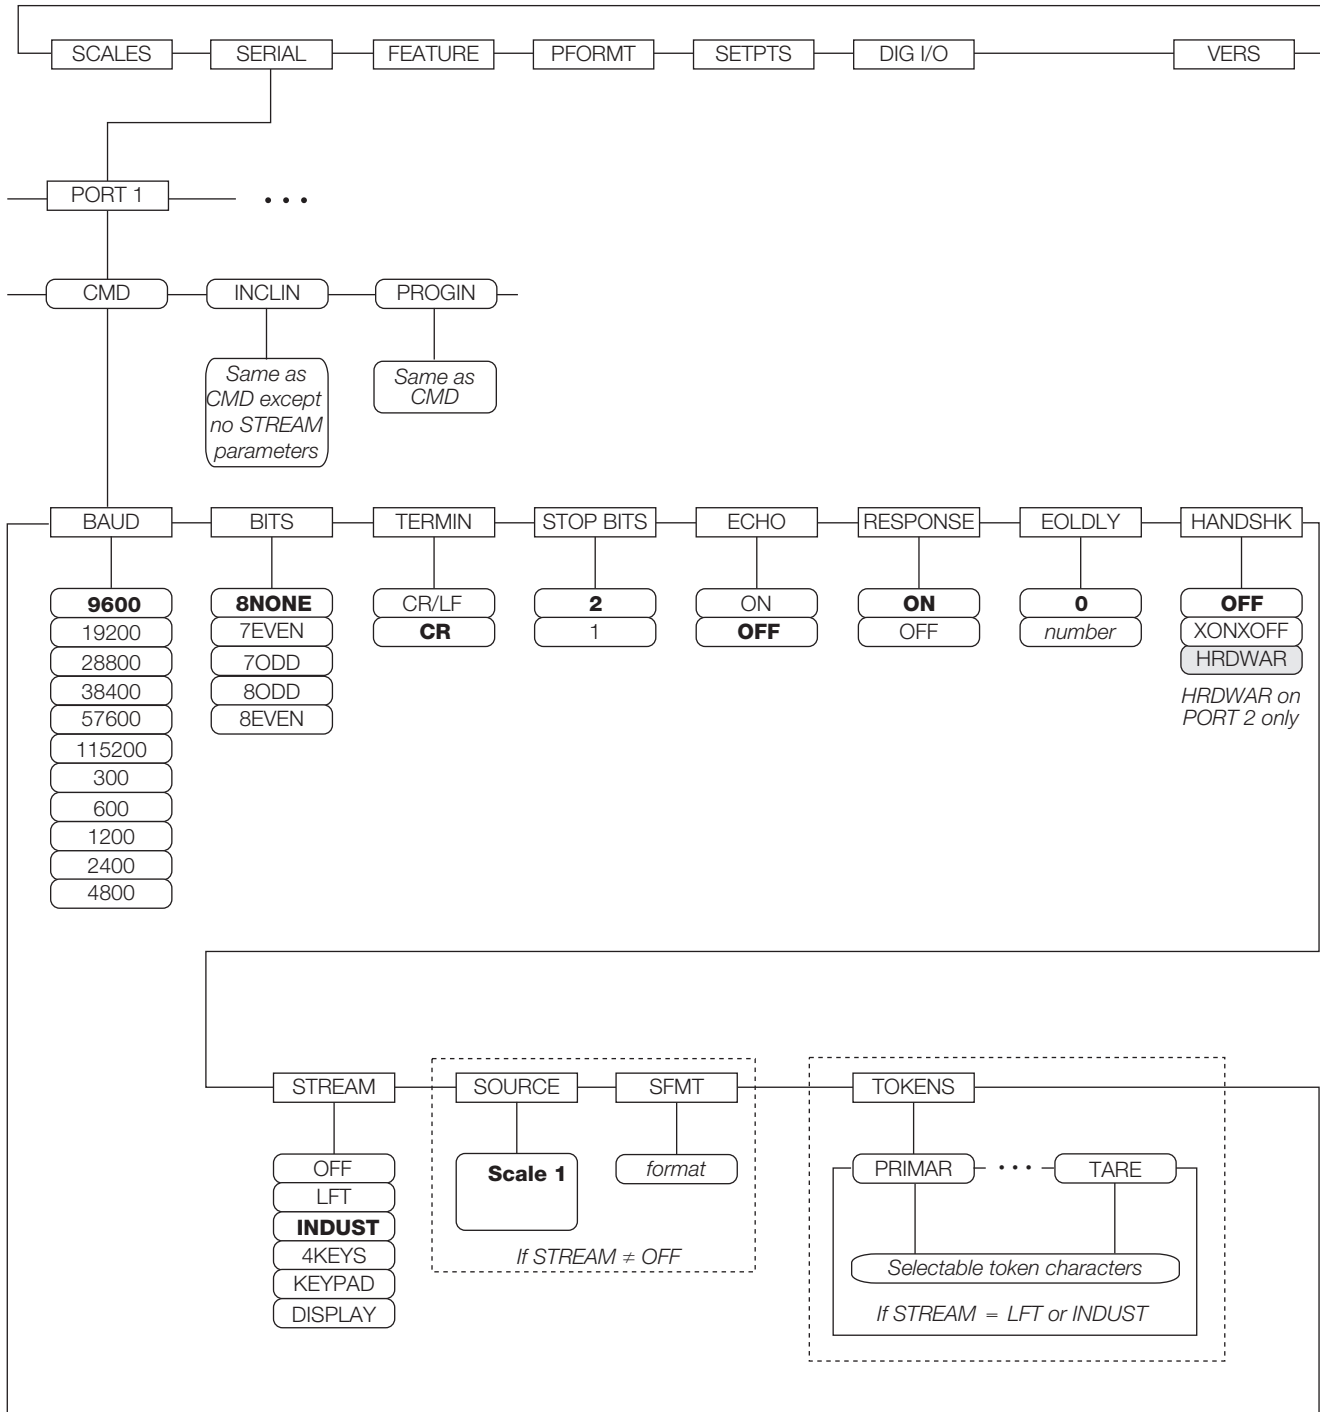 SCALES SERIAL FEATURE PFORMT SETPTS DIG I/O VERS
PORT 1 • • •
CMD INCLIN PROGIN
Same as
CMD except
no STREAM
parameters
Same as
CMD
BAUD BITS TERMIN STOP BITS ECHO RESPONSE EOLDLY HANDSHK
9600 8NONE CR/LF 2 ON ON 0 OFF
19200 7EVEN CR 1 OFF OFF number XONXOFF
28800 7ODD HRDWAR
38400 8ODD HRDWAR on
57600 8EVEN PORT 2 only
115200
300
600
1200
2400
4800
STREAM SOURCE SFMT TOKENS
OFF Scale 1 format PRIMAR • • • TARE
LFT
INDUST
4KEYS If STREAM ≠ OFF Selectable token characters
KEYPAD
DISPLAY If STREAM = LFT or INDUST